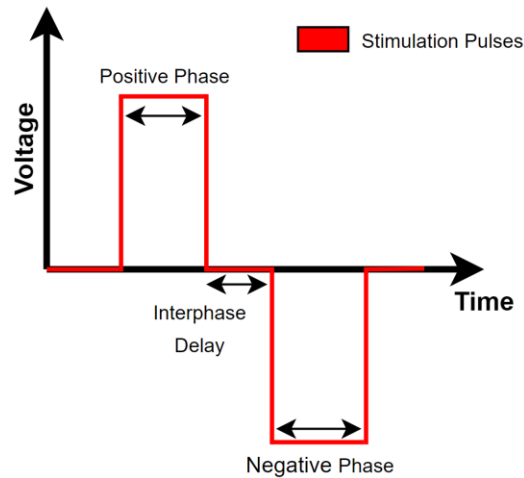 Stimulation Pulses
Positive Phase
Voltage
Time
Interphase
Delay
Negative Phase